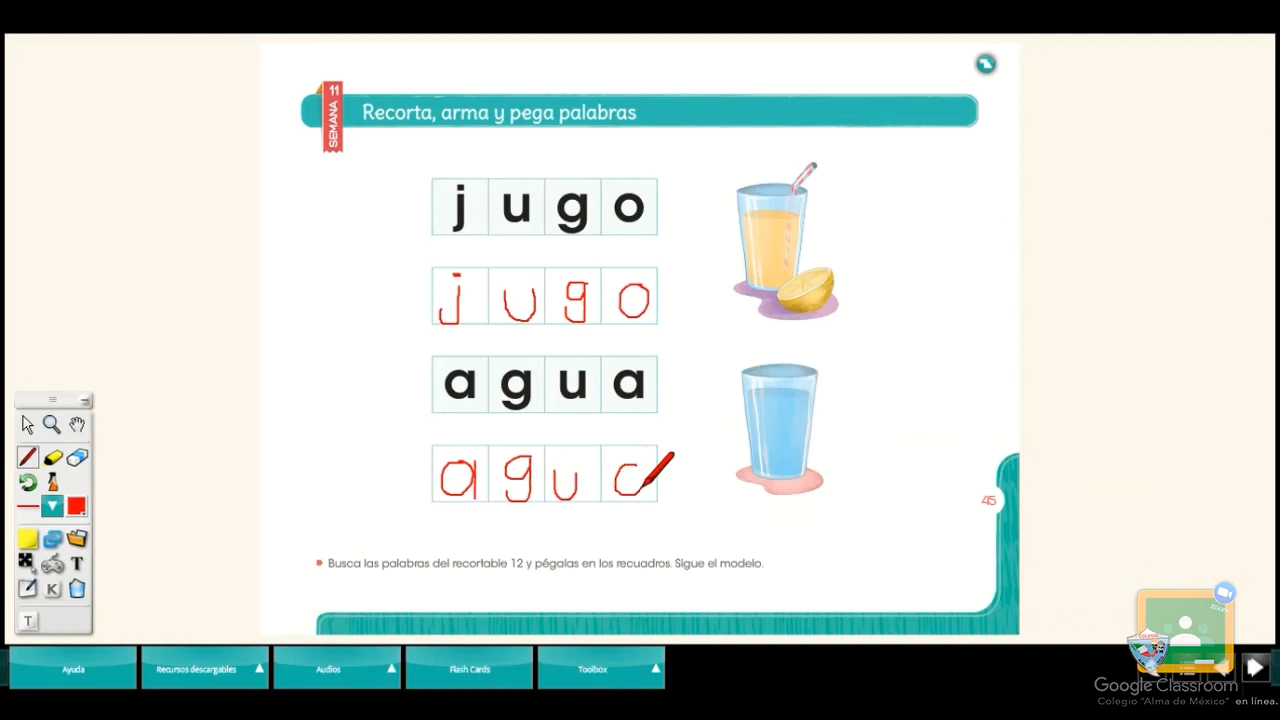 SEMANA 11
Recorta, arma y pega palabras
j u g o
j u g o
a g u a
a g u c
45
Busca las palabras del recortable 12 y pégalas en los recuadros. Sigue el modelo.
T
K
T
zoom
Ayuda
Recursos descargables
Audios
Flash Cards
Toolbox
Google Classroom
Colegio "Alma de México" en línea.